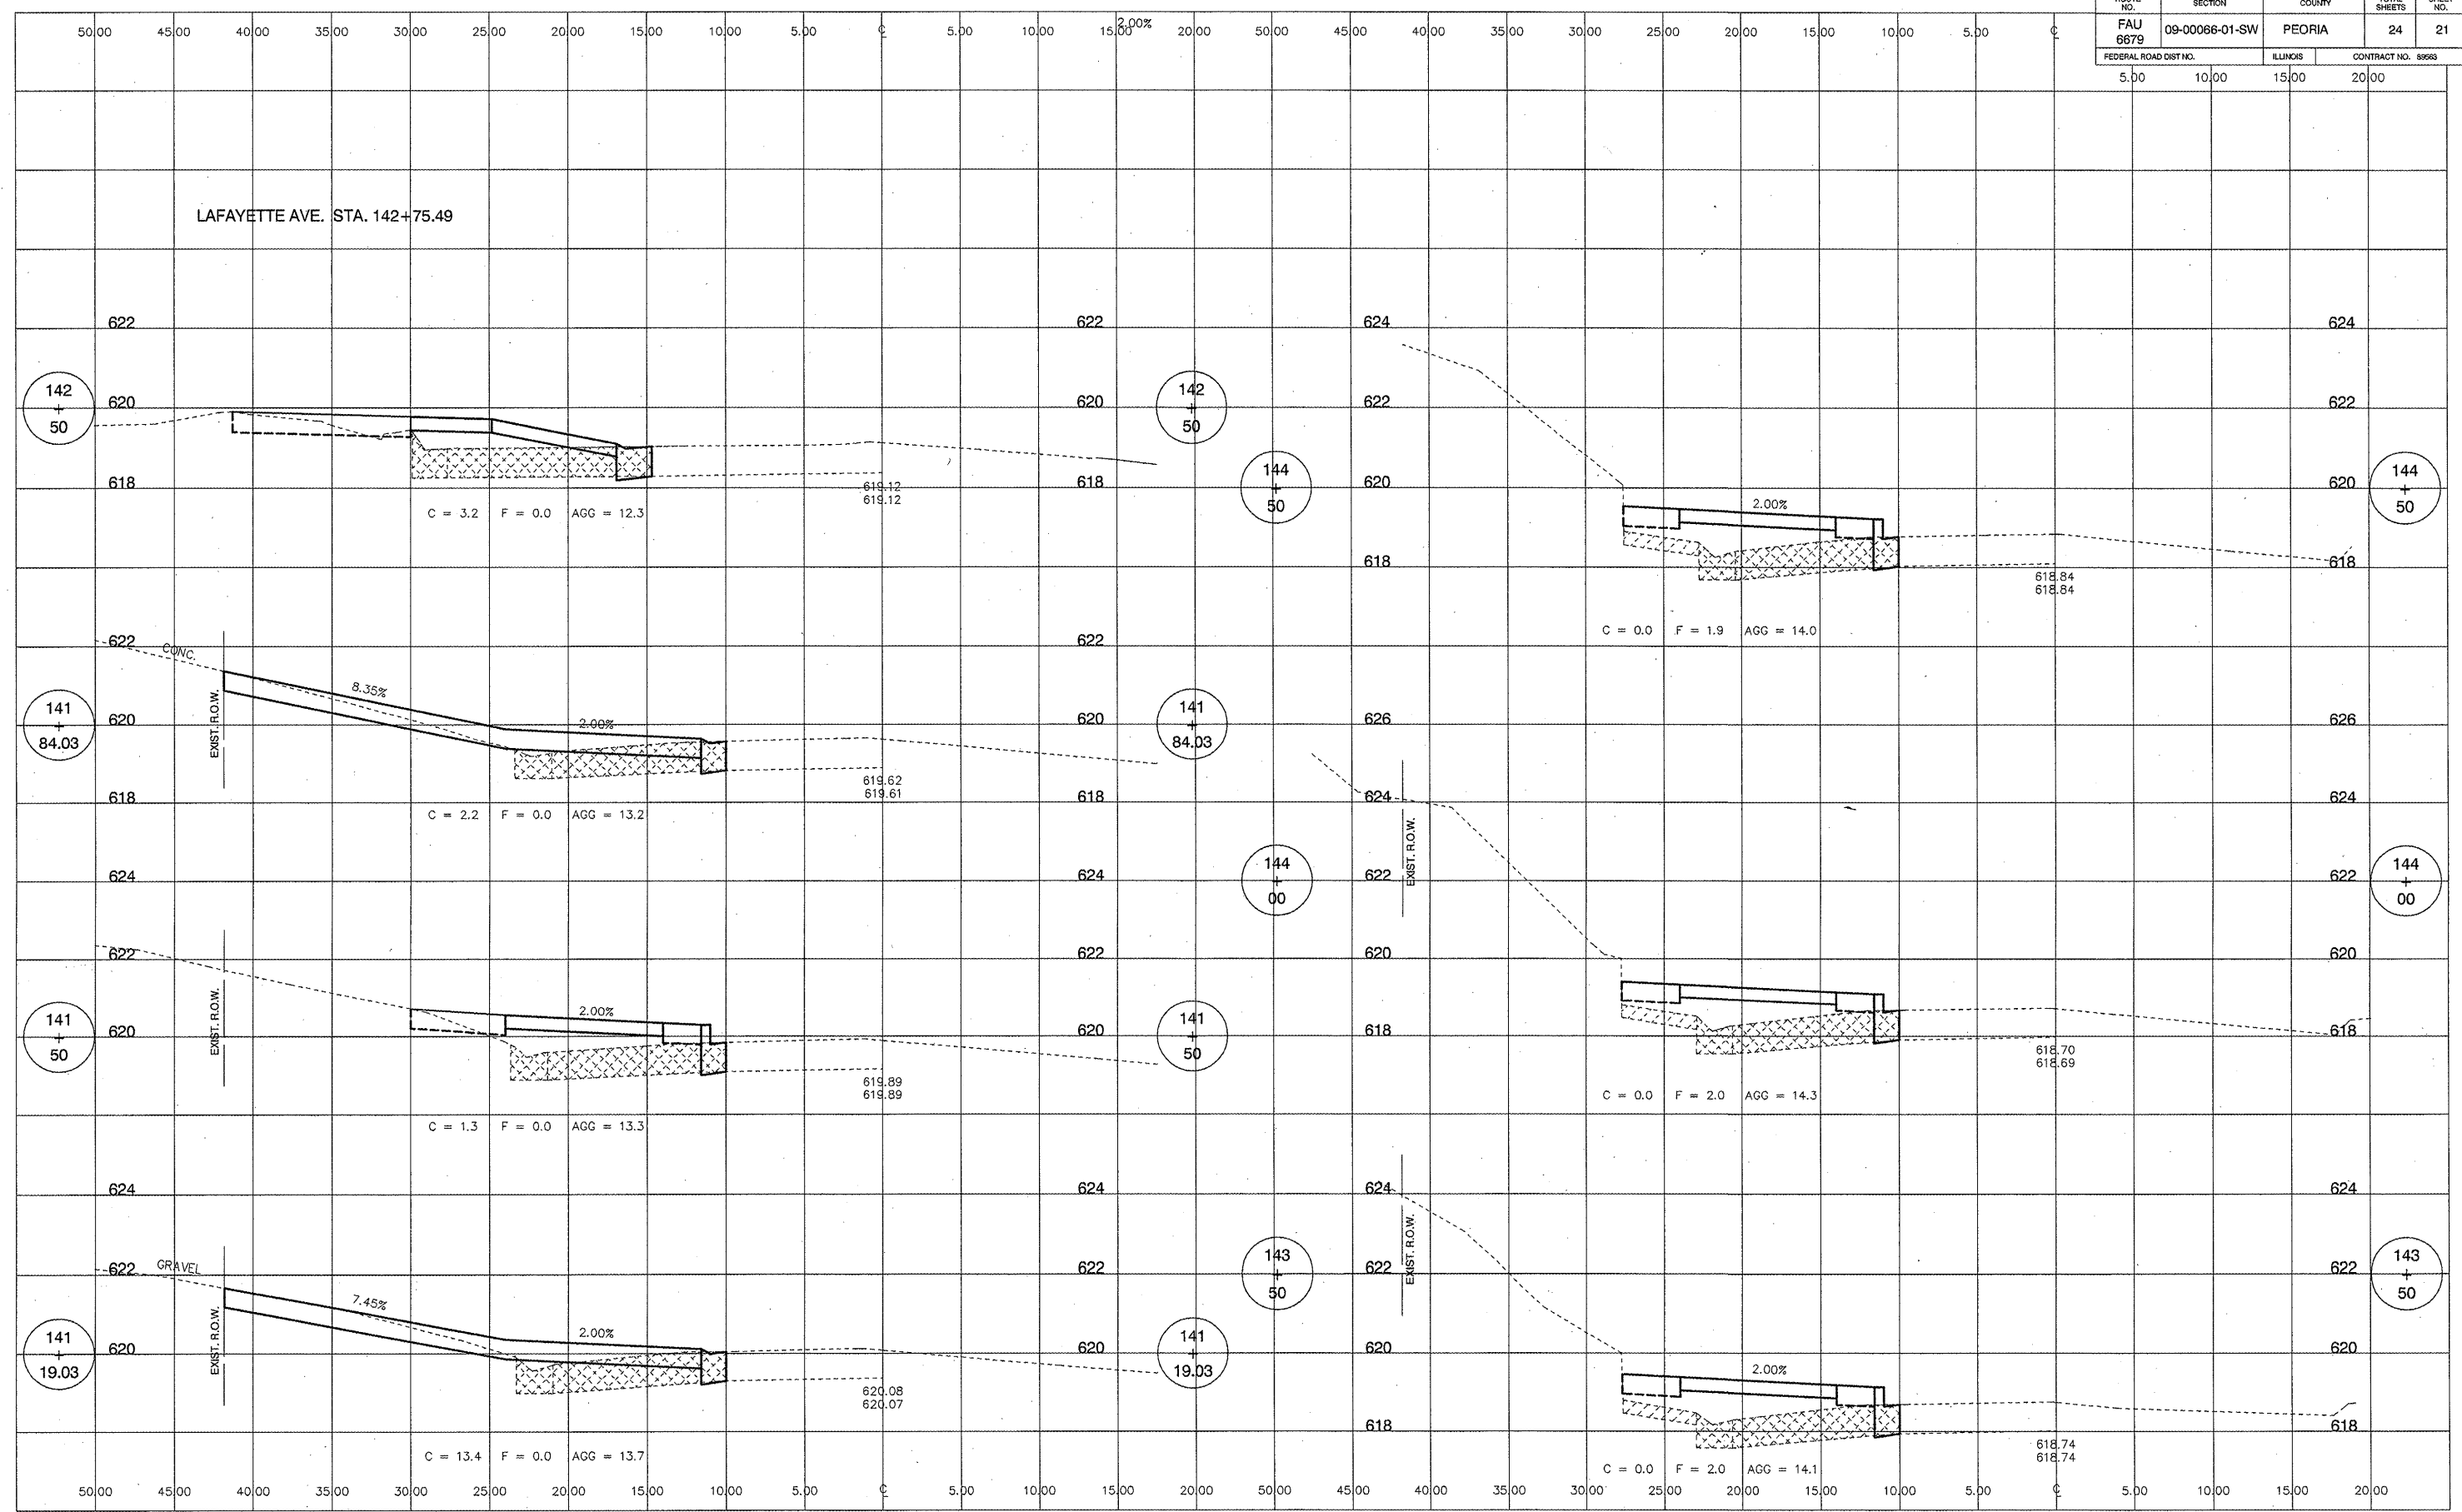 ROUTE NO. SECTION COUNTY TOTAL SHEETS SHEET NO.
FAU 6679 09-00066-01-SW PEORIA 24 21
FEDERAL ROAD DIST NO. ILLINOIS CONTRACT NO. 89563
50.00 45.00 40.00 35.00 30.00 25.00 20.00 15.00 10.00 5.00 ℄ 5.00 10.00 15.00 2.00% 20.00 50.00 45.00 40.00 35.00 30.00 25.00 20.00 15.00 10.00 5.00 ℄
5.00 10.00 15.00 20.00
LAFAYETTE AVE. STA. 142+75.49
622 622
142 + 50 620 620 142 + 50
618 618
619.12
619.12
C = 3.2 F = 0.0 AGG = 12.3
622 622
CONC.
EXIST. R.O.W.
8.35%
2.00%
141 + 84.03 620 620 141 + 84.03
618 618
619.62
619.61
C = 2.2 F = 0.0 AGG = 13.2
624 624
622 622
EXIST. R.O.W.
2.00%
141 + 50 620 620 141 + 50
619.89
619.89
C = 1.3 F = 0.0 AGG = 13.3
624 624
622 622
GRAVEL
EXIST. R.O.W.
7.45%
2.00%
141 + 19.03 620 620 141 + 19.03
620.08
620.07
C = 13.4 F = 0.0 AGG = 13.7
624 624
622 622
144 + 50 620 620 144 + 50
2.00%
618 618
618.84
618.84
C = 0.0 F = 1.9 AGG = 14.0
626 626
624 624
EXIST. R.O.W.
144 + 00 622 622 144 + 00
620 620
2.00%
618 618
618.70
618.69
C = 0.0 F = 2.0 AGG = 14.3
624 624
EXIST. R.O.W.
143 + 50 622 622 143 + 50
620 620
2.00%
618 618
618.74
618.74
C = 0.0 F = 2.0 AGG = 14.1
50.00 45.00 40.00 35.00 30.00 25.00 20.00 15.00 10.00 5.00 ℄ 5.00 10.00 15.00 20.00 50.00 45.00 40.00 35.00 30.00 25.00 20.00 15.00 10.00 5.00 ℄ 5.00 10.00 15.00 20.00